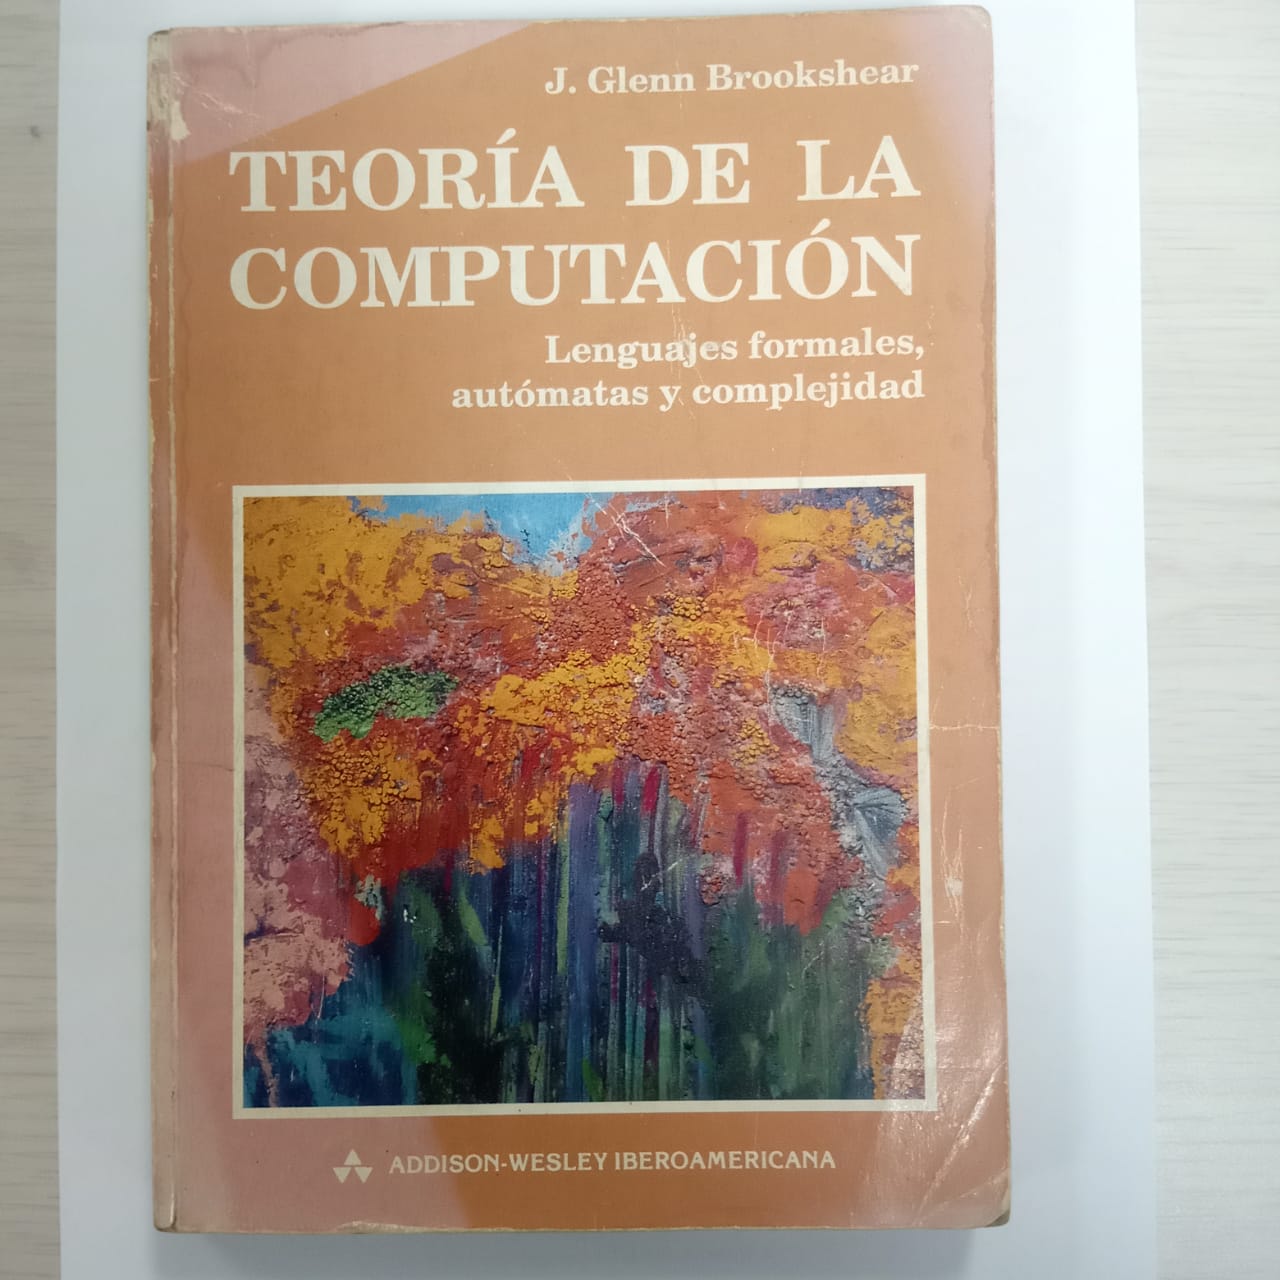 J. Glenn Brookshear
TEORÍA DE LA
COMPUTACIÓN
Lenguajes formales,
autómatas y complejidad
ADDISON-WESLEY IBEROAMERICANA